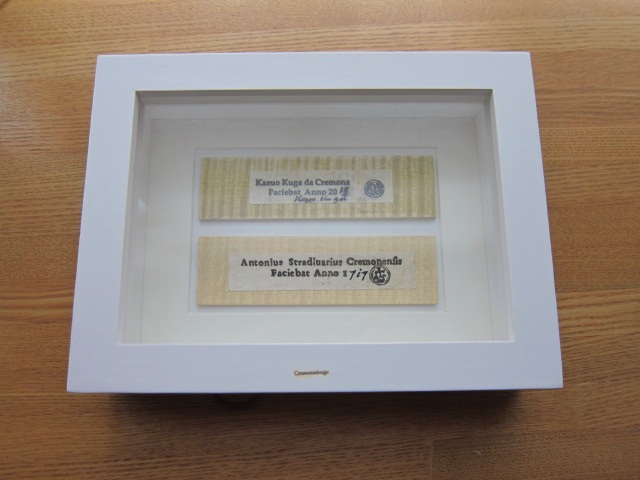 Kazuo Kuga da Cremona
Faciebat Anno 20
Antonius Stradiuarius Cremonensis
Faciebat Anno 1717